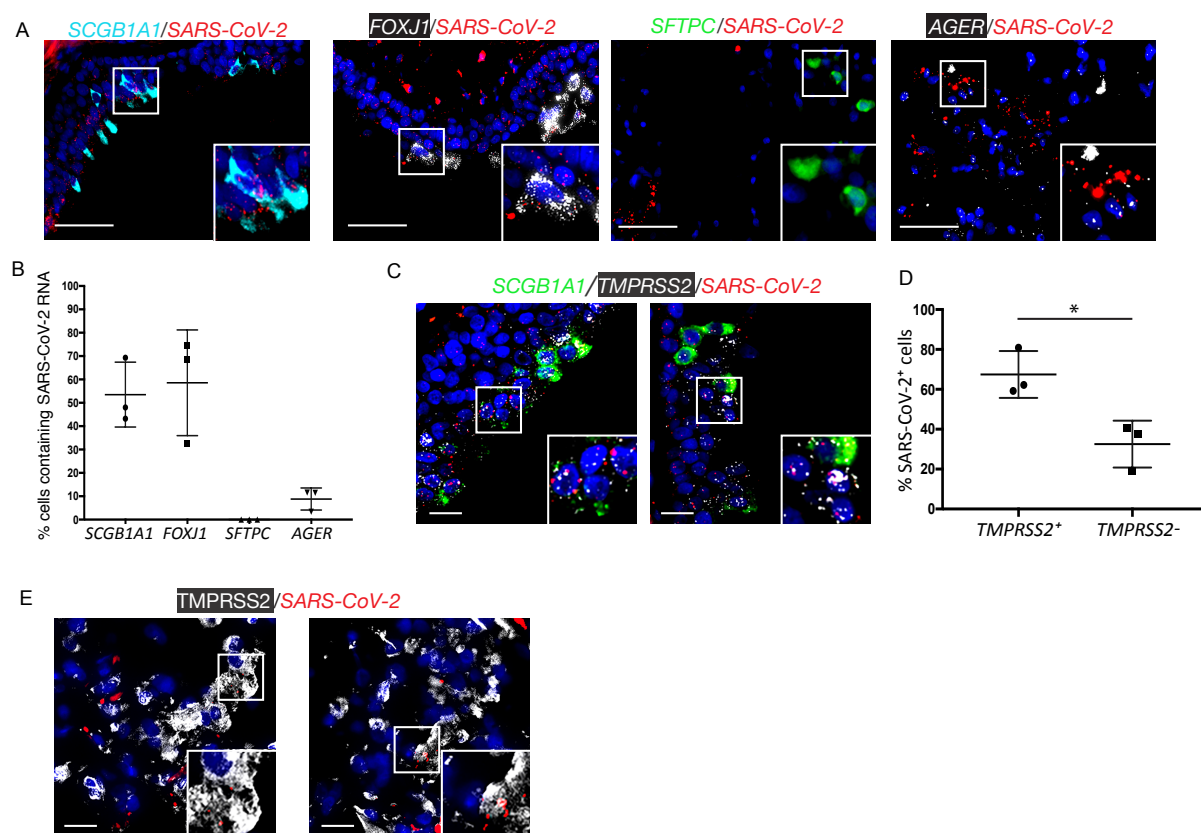 A
SCGB1A1/SARS-CoV-2
FOXJ1/SARS-CoV-2
SFTPC/SARS-CoV-2
AGER/SARS-CoV-2
B
% cells containing SARS-CoV-2 RNA
100
90
80
70
60
50
40
30
20
10
0
SCGB1A1 FOXJ1 SFTPC AGER
C
SCGB1A1/TMPRSS2/SARS-CoV-2
D
*
% SARS-CoV-2⁺ cells
100
80
60
40
20
0
TMPRSS2⁺ TMPRSS2-
E
TMPRSS2/SARS-CoV-2